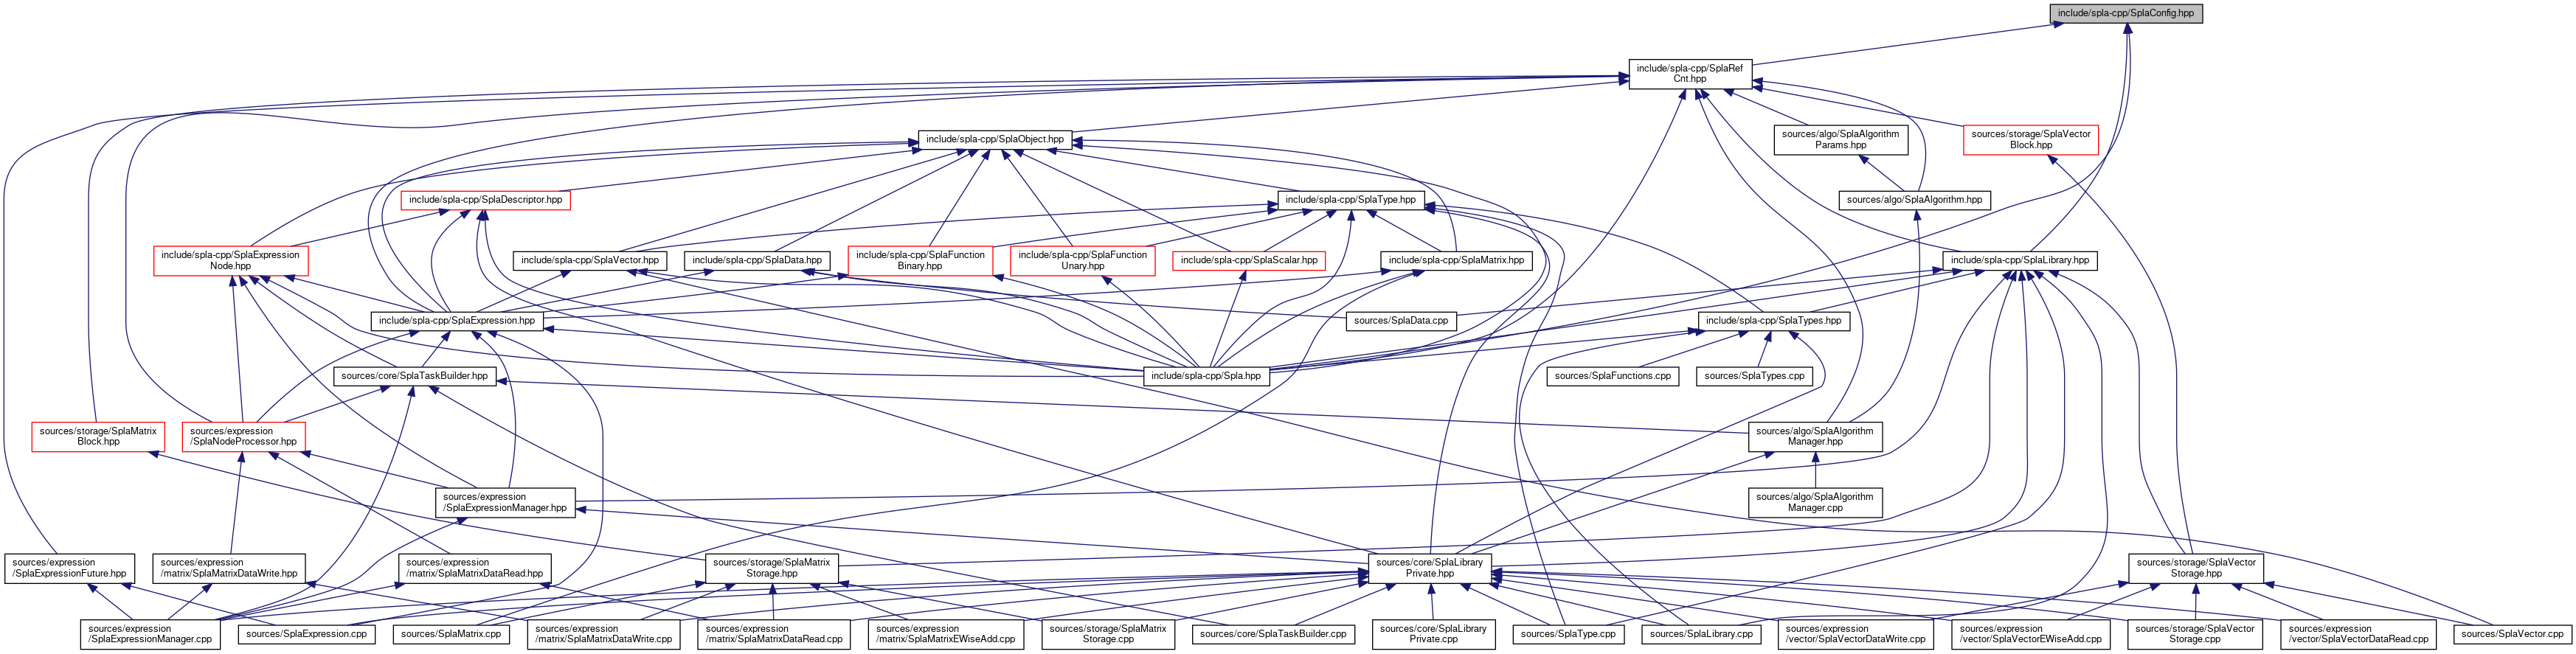 include/spla-cpp/SplaConfig.hpp
include/spla-cpp/SplaRef
Cnt.hpp
include/spla-cpp/SplaObject.hpp
sources/algo/SplaAlgorithm
Params.hpp
sources/storage/SplaVector
Block.hpp
include/spla-cpp/SplaDescriptor.hpp
include/spla-cpp/SplaType.hpp
sources/algo/SplaAlgorithm.hpp
include/spla-cpp/SplaExpression
Node.hpp
include/spla-cpp/SplaVector.hpp
include/spla-cpp/SplaData.hpp
include/spla-cpp/SplaFunction
Binary.hpp
include/spla-cpp/SplaFunction
Unary.hpp
include/spla-cpp/SplaScalar.hpp
include/spla-cpp/SplaMatrix.hpp
include/spla-cpp/SplaLibrary.hpp
include/spla-cpp/SplaExpression.hpp
sources/SplaData.cpp
include/spla-cpp/SplaTypes.hpp
sources/core/SplaTaskBuilder.hpp
include/spla-cpp/Spla.hpp
sources/SplaFunctions.cpp
sources/SplaTypes.cpp
sources/storage/SplaMatrix
Block.hpp
sources/expression
/SplaNodeProcessor.hpp
sources/algo/SplaAlgorithm
Manager.hpp
sources/expression
/SplaExpressionManager.hpp
sources/algo/SplaAlgorithm
Manager.cpp
sources/expression
/SplaExpressionFuture.hpp
sources/expression
/matrix/SplaMatrixDataWrite.hpp
sources/expression
/matrix/SplaMatrixDataRead.hpp
sources/storage/SplaMatrix
Storage.hpp
sources/core/SplaLibrary
Private.hpp
sources/storage/SplaVector
Storage.hpp
sources/expression
/SplaExpressionManager.cpp
sources/SplaExpression.cpp
sources/SplaMatrix.cpp
sources/expression
/matrix/SplaMatrixDataWrite.cpp
sources/expression
/matrix/SplaMatrixDataRead.cpp
sources/expression
/matrix/SplaMatrixEWiseAdd.cpp
sources/storage/SplaMatrix
Storage.cpp
sources/core/SplaTaskBuilder.cpp
sources/core/SplaLibrary
Private.cpp
sources/SplaType.cpp
sources/SplaLibrary.cpp
sources/expression
/vector/SplaVectorDataWrite.cpp
sources/expression
/vector/SplaVectorEWiseAdd.cpp
sources/storage/SplaVector
Storage.cpp
sources/expression
/vector/SplaVectorDataRead.cpp
sources/SplaVector.cpp